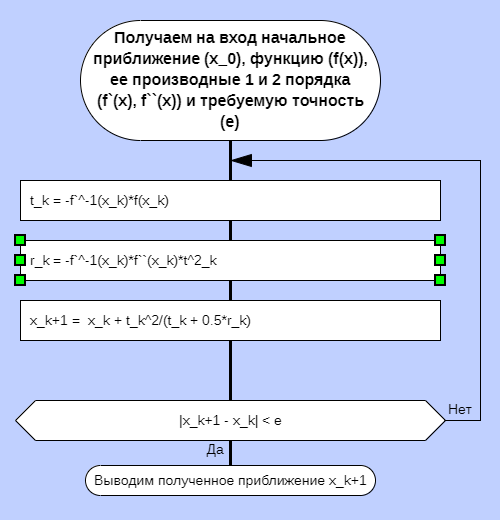 Получаем на вход начальное
приближение (x_0), функцию (f(x)),
ее производные 1 и 2 порядка
(f`(x), f``(x)) и требуемую точность
(e)
t_k = -f`^-1(x_k)*f(x_k)
r_k = -f`^-1(x_k)*f``(x_k)*t^2_k
x_k+1 =  x_k + t_k^2/(t_k + 0.5*r_k)
Нет
|x_k+1 - x_k| < e
Да
Выводим полученное приближение x_k+1